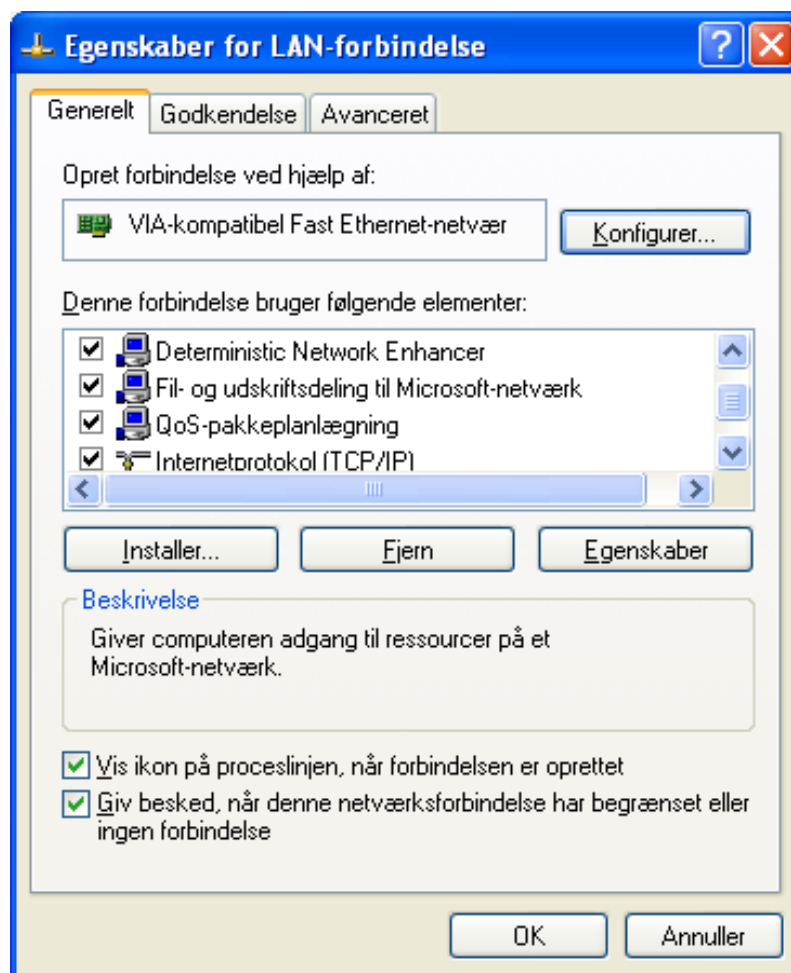 Egenskaber for LAN-forbindelse
Generelt
Godkendelse
Avanceret
Opret forbindelse ved hjælp af:
VIA-kompatibel Fast Ethernet-netvær
Konfigurer...
Denne forbindelse bruger følgende elementer:
Deterministic Network Enhancer
Fil- og udskriftsdeling til Microsoft-netværk
QoS-pakkeplanlægning
Internetprotokol (TCP/IP)
Installer...
Fjern
Egenskaber
Beskrivelse
Giver computeren adgang til ressourcer på et
Microsoft-netværk.
Vis ikon på proceslinjen, når forbindelsen er oprettet
Giv besked, når denne netværksforbindelse har begrænset eller
ingen forbindelse
OK
Annuller